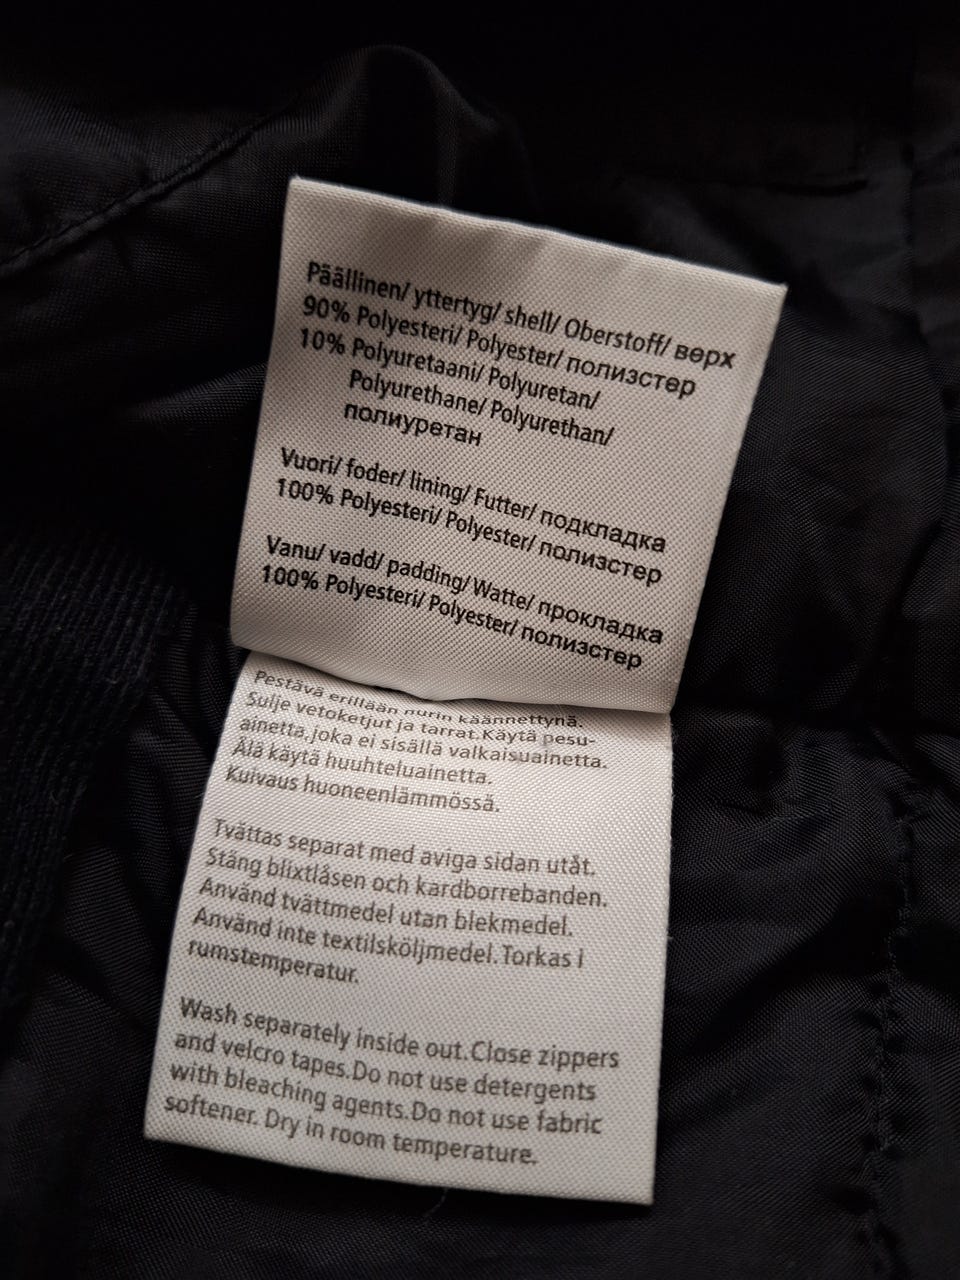 Päällinen/ yttertyg/ shell/ Oberstoff/ вөрх
90% Polyesteri/ Polyester/ полиэстөр
10% Polyuretaani/ Polyuretan/
Polyurethane/ Polyurethan/
полиуретан
Vuori/ foder/ lining/ Futter/ подкладка
100% Polyesteri/ Polyester/ полиэстөр
Vanu/ vadd/ padding/ Watte/ прокладка
100% Polyesteri/ Polyester/ полиэстөр
Pestävä erillään nurin käännettynä.
Sulje vetoketjut ja tarrat.Käytä pesu-
ainetta,joka ei sisällä valkaisuainetta.
Älä käytä huuhteluainetta.
Kuivaus huoneenlämmössä.
Tvättas separat med aviga sidan utåt.
Stäng blixtlåsen och kardborrebanden.
Använd tvättmedel utan blekmedel.
Använd inte textilsköljmedel.Torkas i
rumstemperatur.
Wash separately inside out.Close zippers
and velcro tapes.Do not use detergents
with bleaching agents.Do not use fabric
softener. Dry in room temperature.